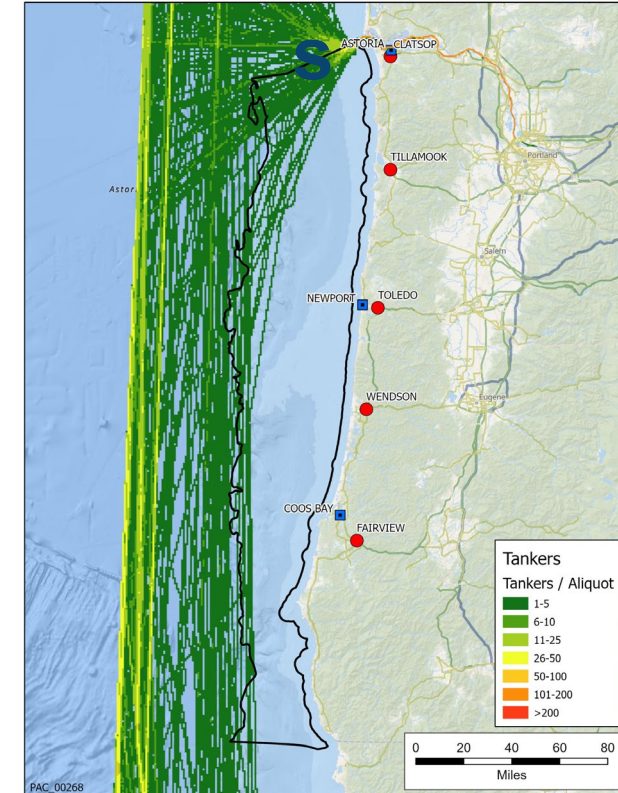 S
ASTORIA
CLATSOP
TILLAMOOK
Portland
Astor
Salem
NEWPORT
TOLEDO
WENDSON
Eugene
COOS BAY
FAIRVIEW
Tankers
Tankers / Aliquot
1-5
6-10
11-25
26-50
50-100
101-200
>200
0 20 40 60 80
Miles
PAC_00268